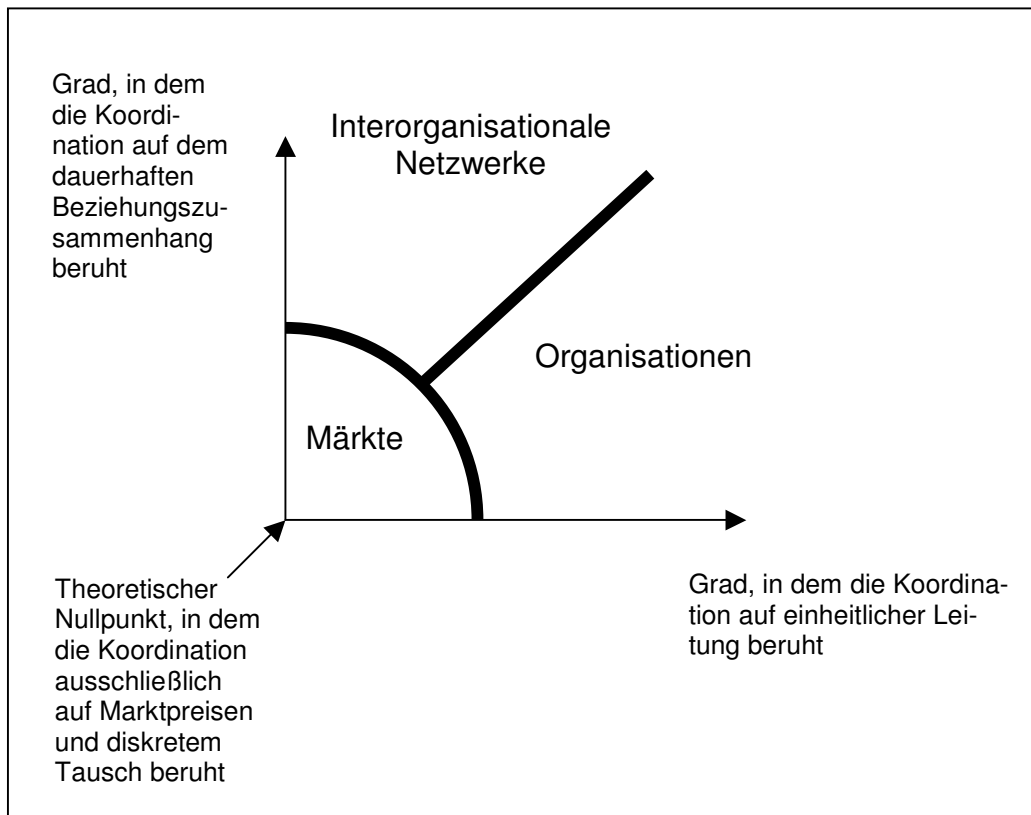 Grad, in dem
die Koordi-
nation auf dem
dauerhaften
Beziehungszu-
sammenhang
beruht
Interorganisationale
Netzwerke
Organisationen
Märkte
Theoretischer
Nullpunkt, in dem
die Koordination
ausschließlich
auf Marktpreisen
und diskretem
Tausch beruht
Grad, in dem die Koordina-
tion auf einheitlicher Lei-
tung beruht